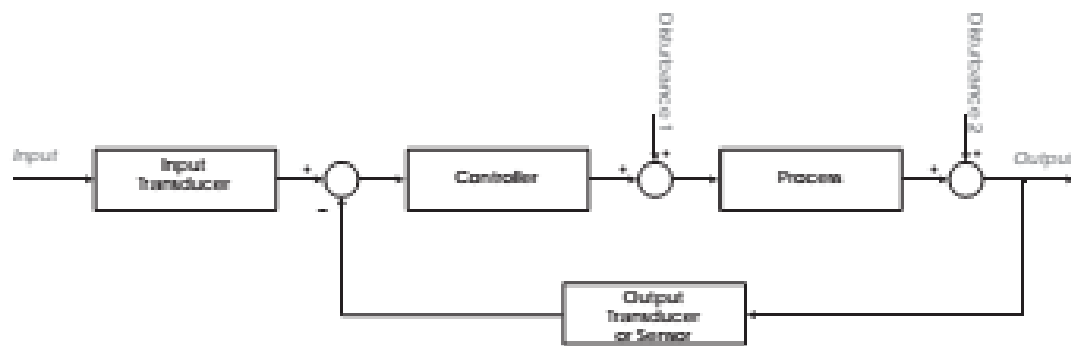 Disturbance 1
Disturbance 2
Input
Input
Transducer
+
-
Controller
+
+
Process
+
+
Output
Output
Transducer
or Sensor